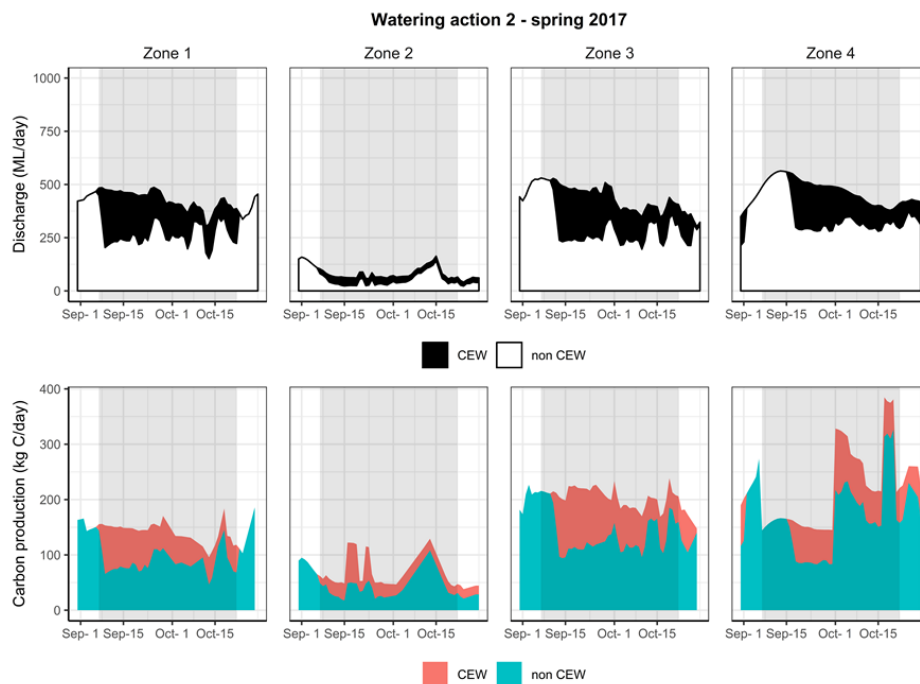 Watering action 2 - spring 2017
Zone 1 Zone 2 Zone 3 Zone 4
Discharge (ML/day)
1000
750
500
250
0
Sep- 1 Sep-15 Oct- 1 Oct-15 Sep- 1 Sep-15 Oct- 1 Oct-15 Sep- 1 Sep-15 Oct- 1 Oct-15 Sep- 1 Sep-15 Oct- 1 Oct-15
CEW non CEW
Carbon production (kg C/day)
400
300
200
100
0
Sep- 1 Sep-15 Oct- 1 Oct-15 Sep- 1 Sep-15 Oct- 1 Oct-15 Sep- 1 Sep-15 Oct- 1 Oct-15 Sep- 1 Sep-15 Oct- 1 Oct-15
CEW non CEW